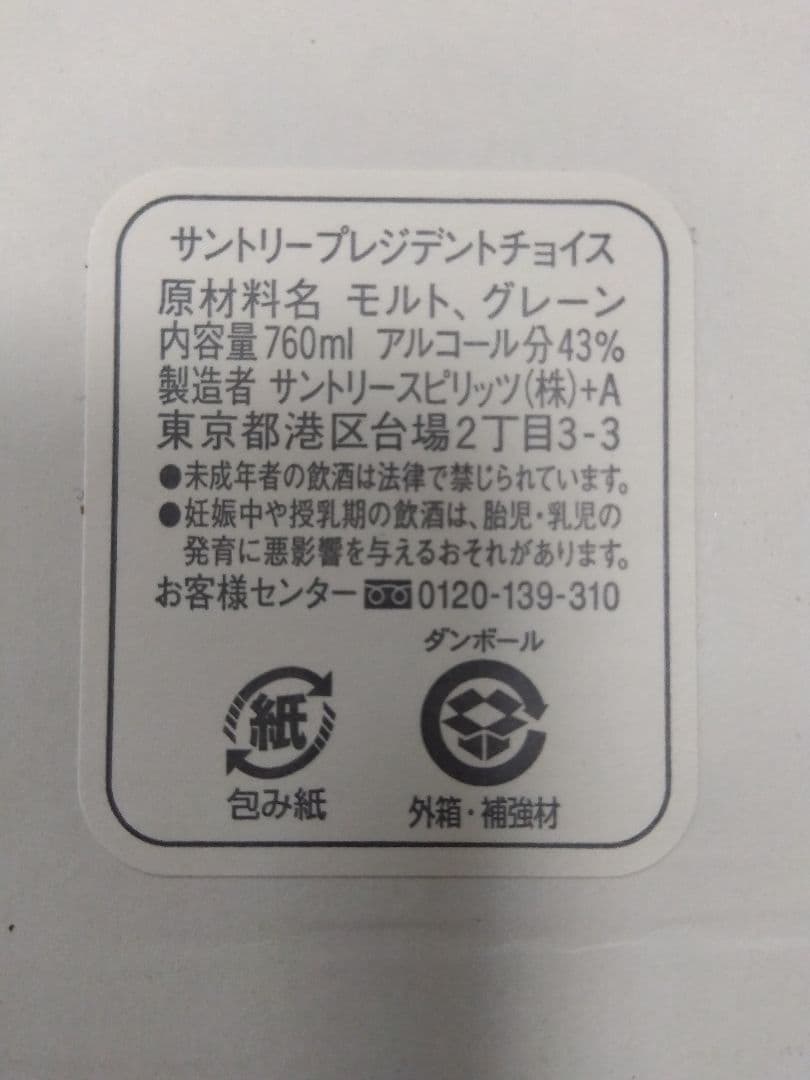 サントリープレジデントチョイス
原材料名 モルト、グレーン
内容量760ml アルコール分43%
製造者 サントリースピリッツ(株)+A
東京都港区台場2丁目3-3
●未成年者の飲酒は法律で禁じられています。
●妊娠中や授乳期の飲酒は、胎児・乳児の
発育に悪影響を与えるおそれがあります。
お客様センター 0120-139-310
ダンボール
紙
包み紙
外箱・補強材